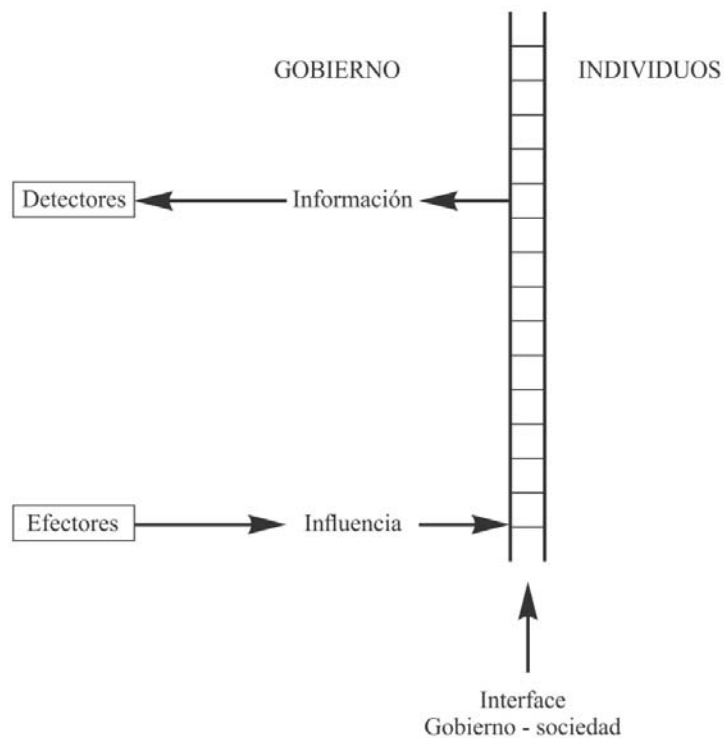 GOBIERNO
INDIVIDUOS
Detectores
Información
Efectores
Influencia
Interface
Gobierno - sociedad